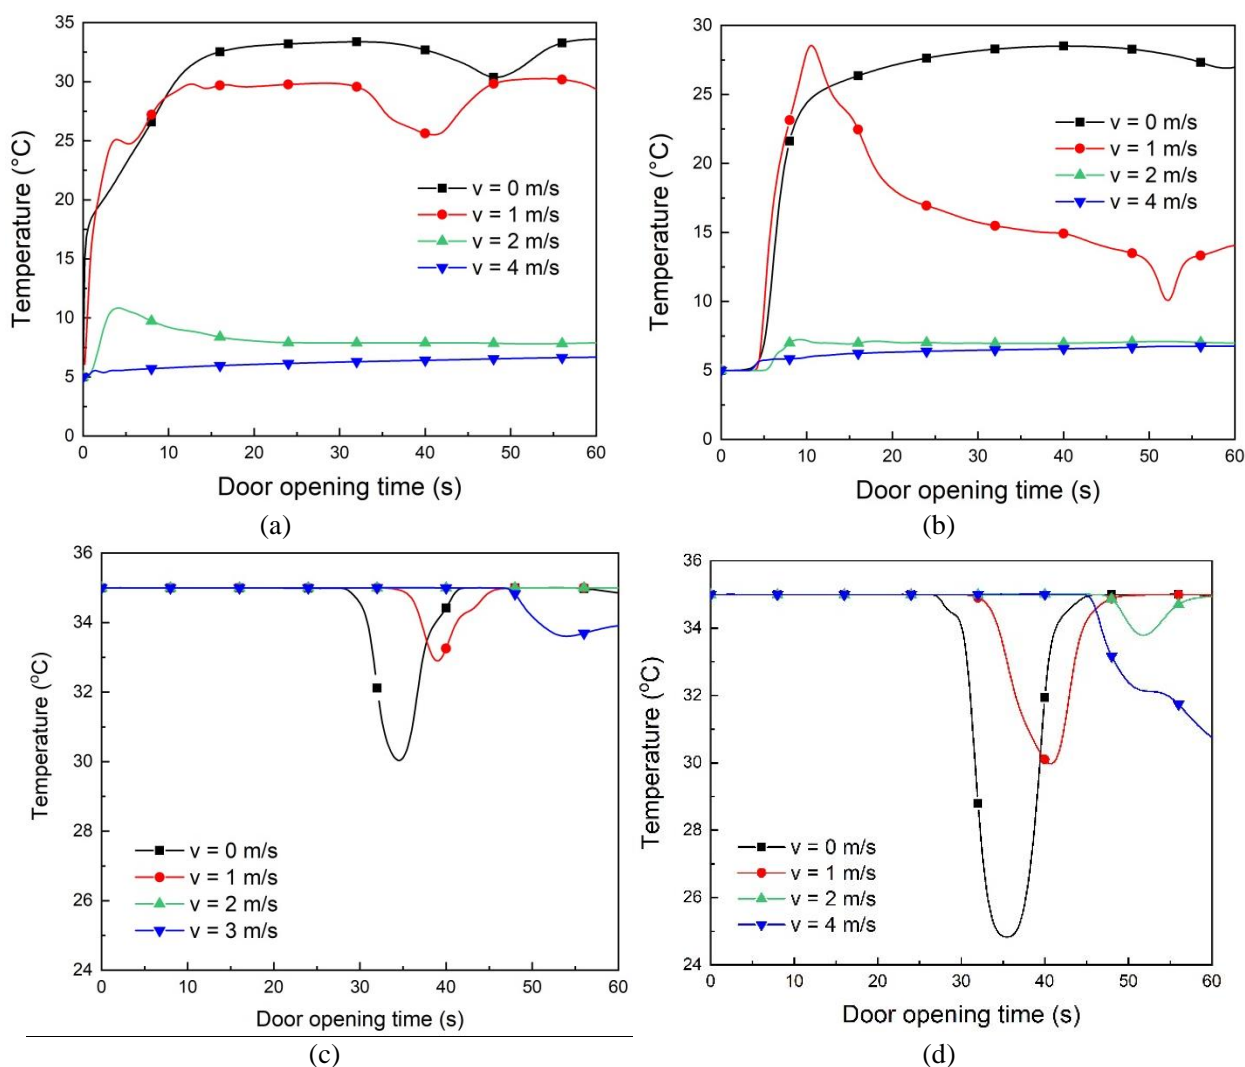 35
30
25
20
15
10
5
0
Temperature (°C)
v = 0 m/s
v = 1 m/s
v = 2 m/s
v = 4 m/s
0 10 20 30 40 50 60
Door opening time (s)
(a)
30
25
20
15
10
5
0
Temperature (°C)
v = 0 m/s
v = 1 m/s
v = 2 m/s
v = 4 m/s
0 10 20 30 40 50 60
Door opening time (s)
(b)
36
34
32
30
28
26
24
Temperature (°C)
v = 0 m/s
v = 1 m/s
v = 2 m/s
v = 3 m/s
0 10 20 30 40 50 60
Door opening time (s)
(c)
36
34
32
30
28
26
24
Temperature (°C)
v = 0 m/s
v = 1 m/s
v = 2 m/s
v = 4 m/s
0 10 20 30 40 50 60
Door opening time (s)
(d)